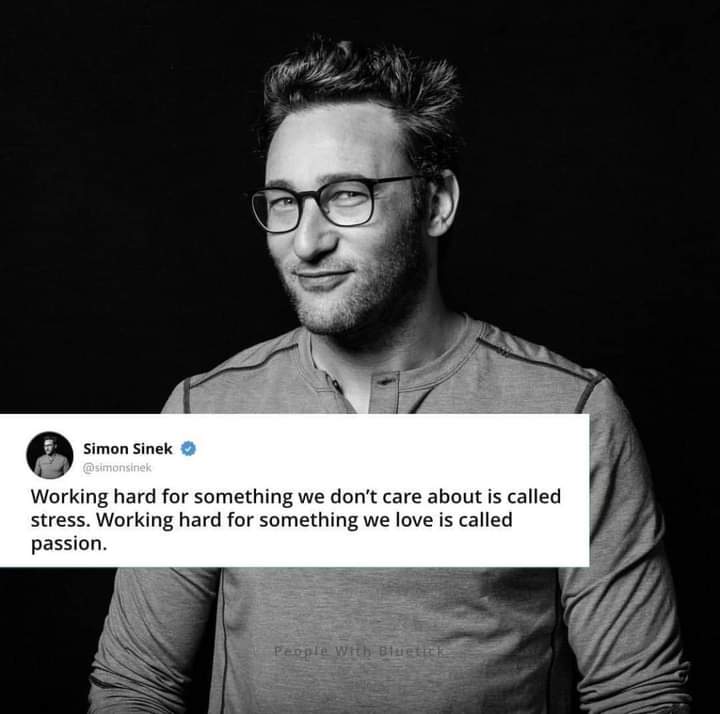 Simon Sinek
@simonsinek
Working hard for something we don’t care about is called
stress. Working hard for something we love is called
passion.
People With Bluetick